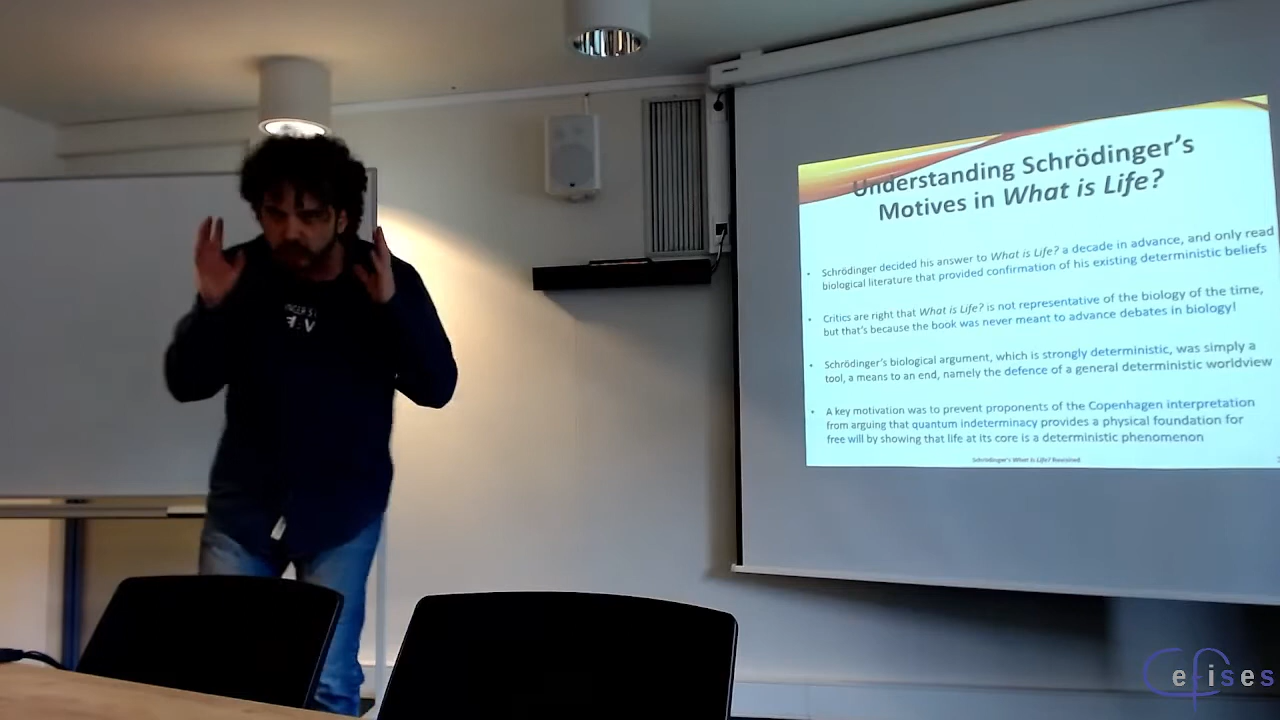 Understanding Schrödinger's
Motives in What is Life?
• Schrödinger decided his answer to What is Life? a decade in advance, and only read
biological literature that provided confirmation of his existing deterministic beliefs
• Critics are right that What is Life? is not representative of the biology of the time,
but that's because the book was never meant to advance debates in biology!
• Schrödinger's biological argument, which is strongly deterministic, was simply a
tool, a means to an end, namely the defence of a general deterministic worldview
• A key motivation was to prevent proponents of the Copenhagen interpretation
from arguing that quantum indeterminacy provides a physical foundation for
free will by showing that life at its core is a deterministic phenomenon
Schrödinger's What Is Life? Revisited
Cefises